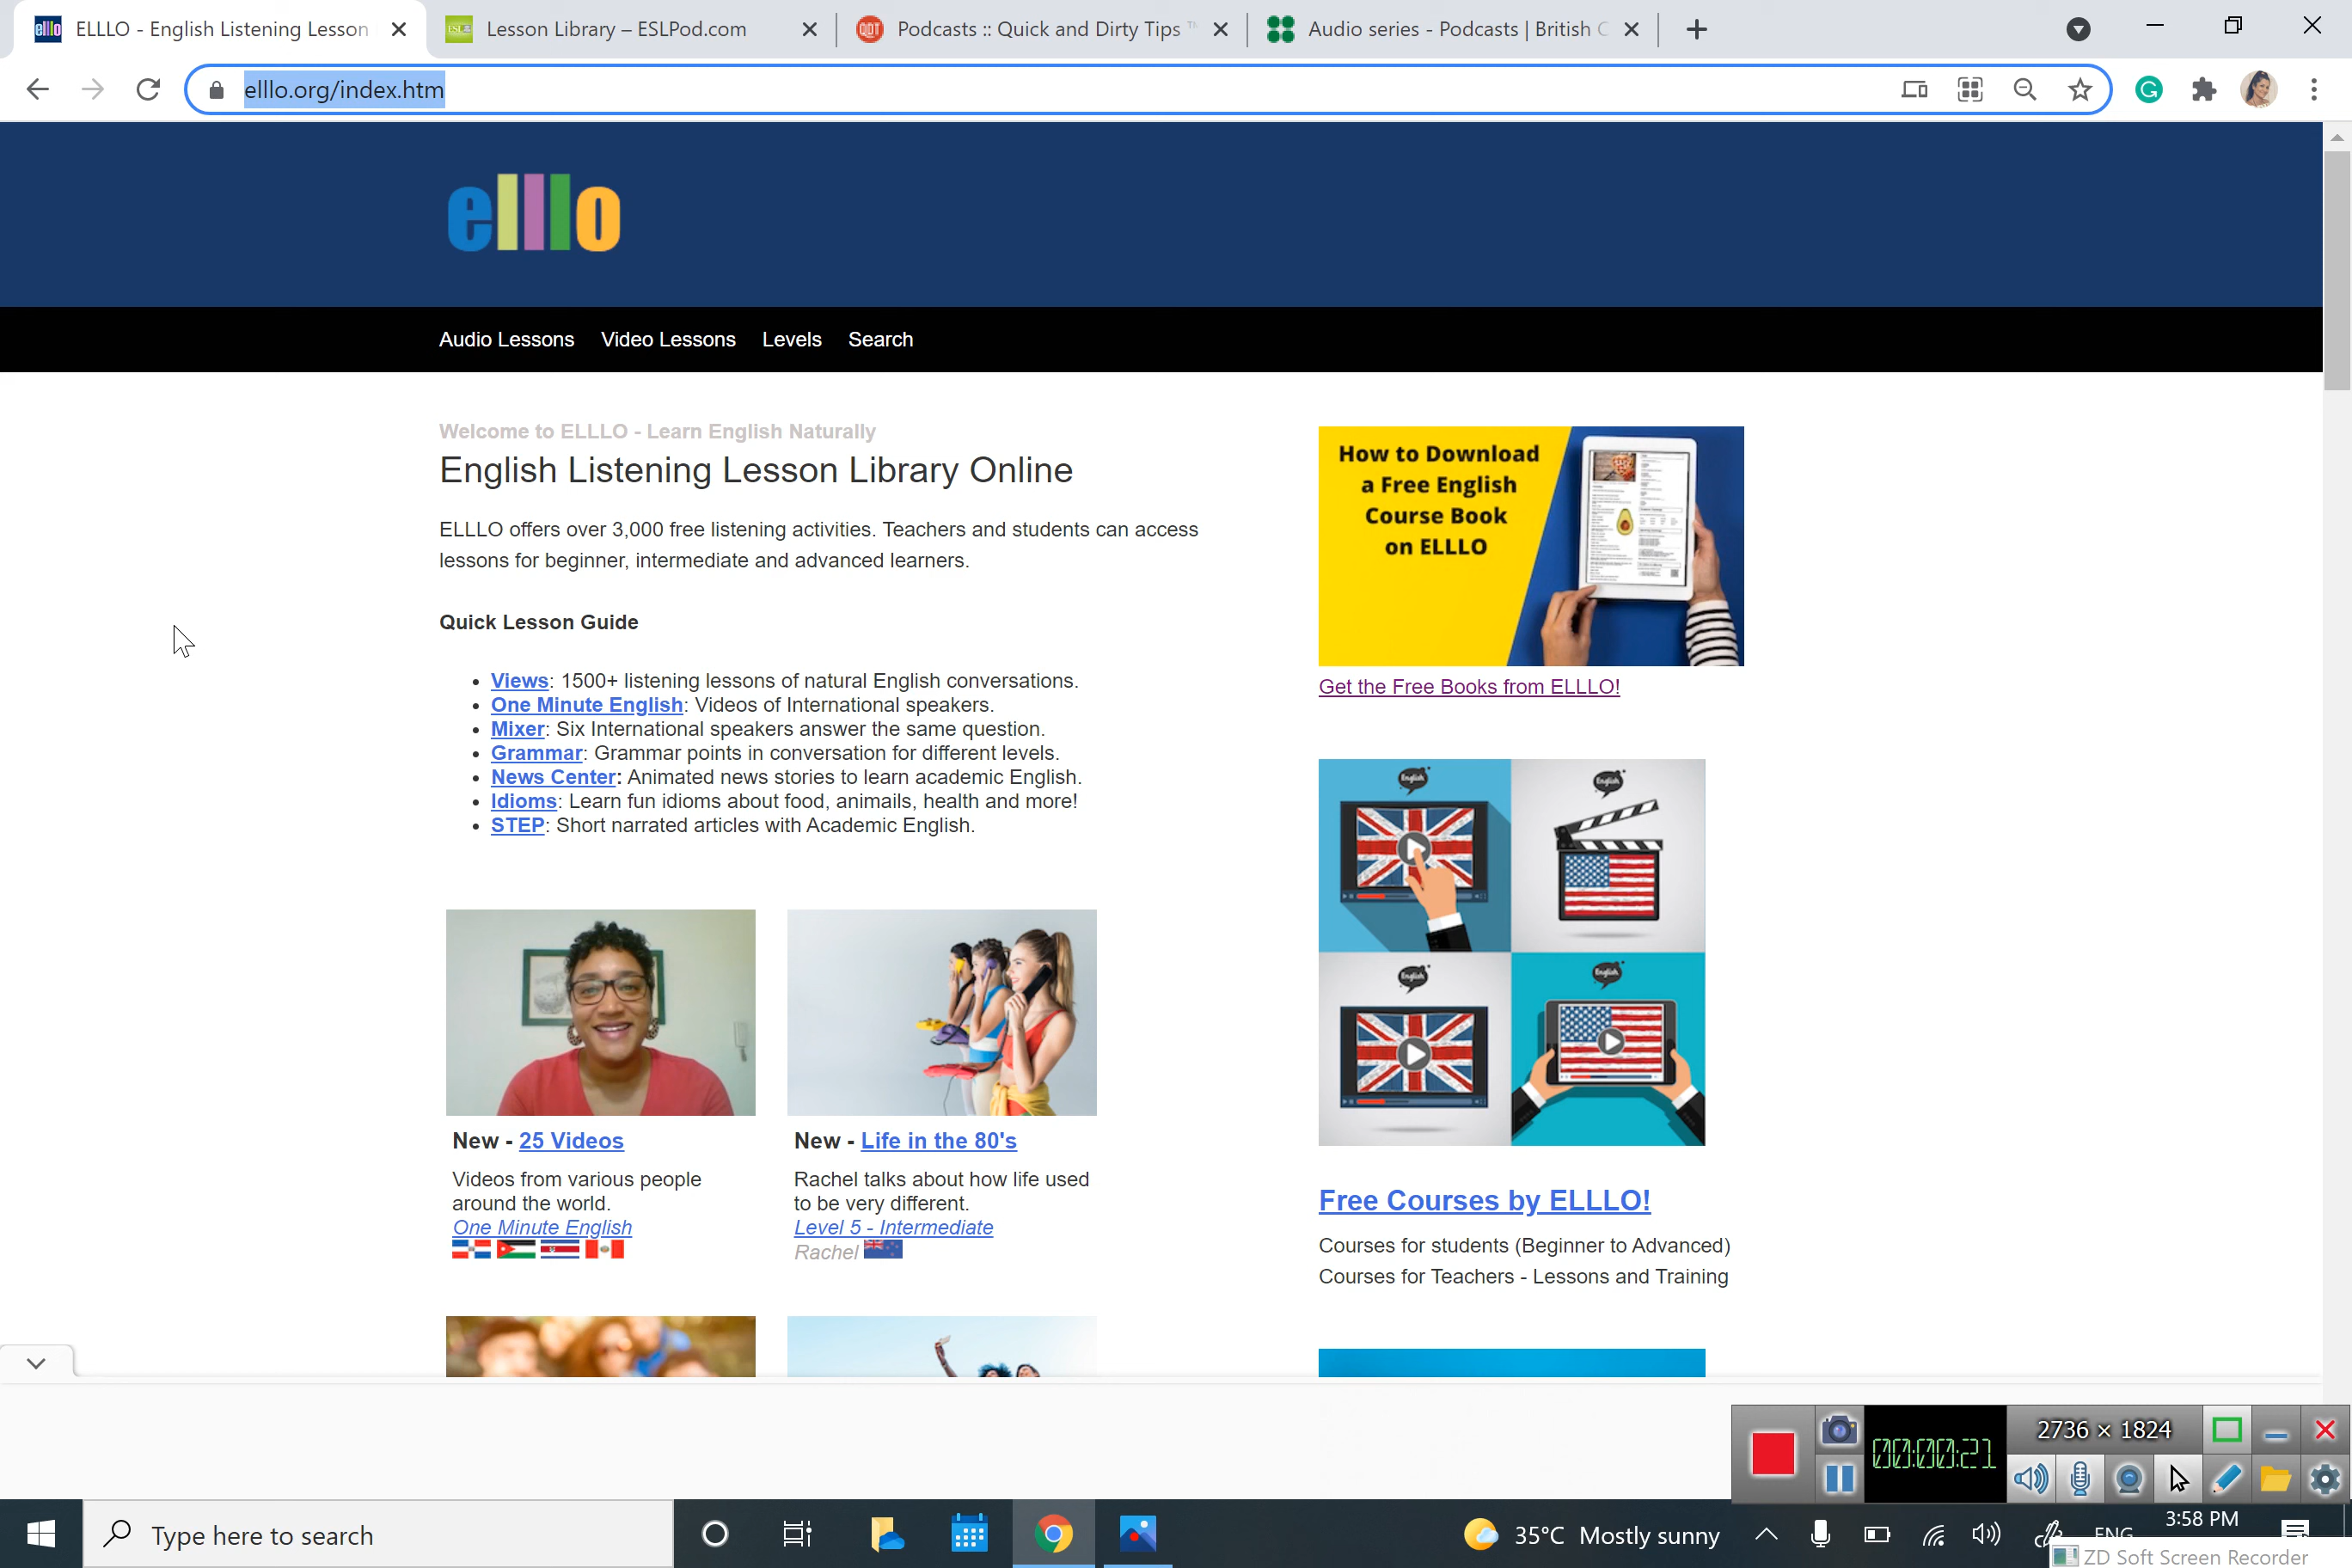 ELLLO - English Listening Lesson
Lesson Library – ESLPod.com
Podcasts :: Quick and Dirty Tips ™
Audio series - Podcasts | British C
elllo.org/index.htm
elllo
Audio Lessons Video Lessons Levels Search
Welcome to ELLLO - Learn English Naturally
English Listening Lesson Library Online
ELLLO offers over 3,000 free listening activities. Teachers and students can access
lessons for beginner, intermediate and advanced learners.
Quick Lesson Guide
Views: 1500+ listening lessons of natural English conversations.
One Minute English: Videos of International speakers.
Mixer: Six International speakers answer the same question.
Grammar: Grammar points in conversation for different levels.
News Center: Animated news stories to learn academic English.
Idioms: Learn fun idioms about food, animails, health and more!
STEP: Short narrated articles with Academic English.
New - 25 Videos
Videos from various people
around the world.
One Minute English
New - Life in the 80's
Rachel talks about how life used
to be very different.
Level 5 - Intermediate
Rachel
How to Download
a Free English
Course Book
on ELLLO
Get the Free Books from ELLLO!
English
English
English
English
Free Courses by ELLLO!
Courses for students (Beginner to Advanced)
Courses for Teachers - Lessons and Training
00:00:21
2736 × 1824
Type here to search
35°C Mostly sunny
ENG
3:58 PM
ZD Soft Screen Recorder